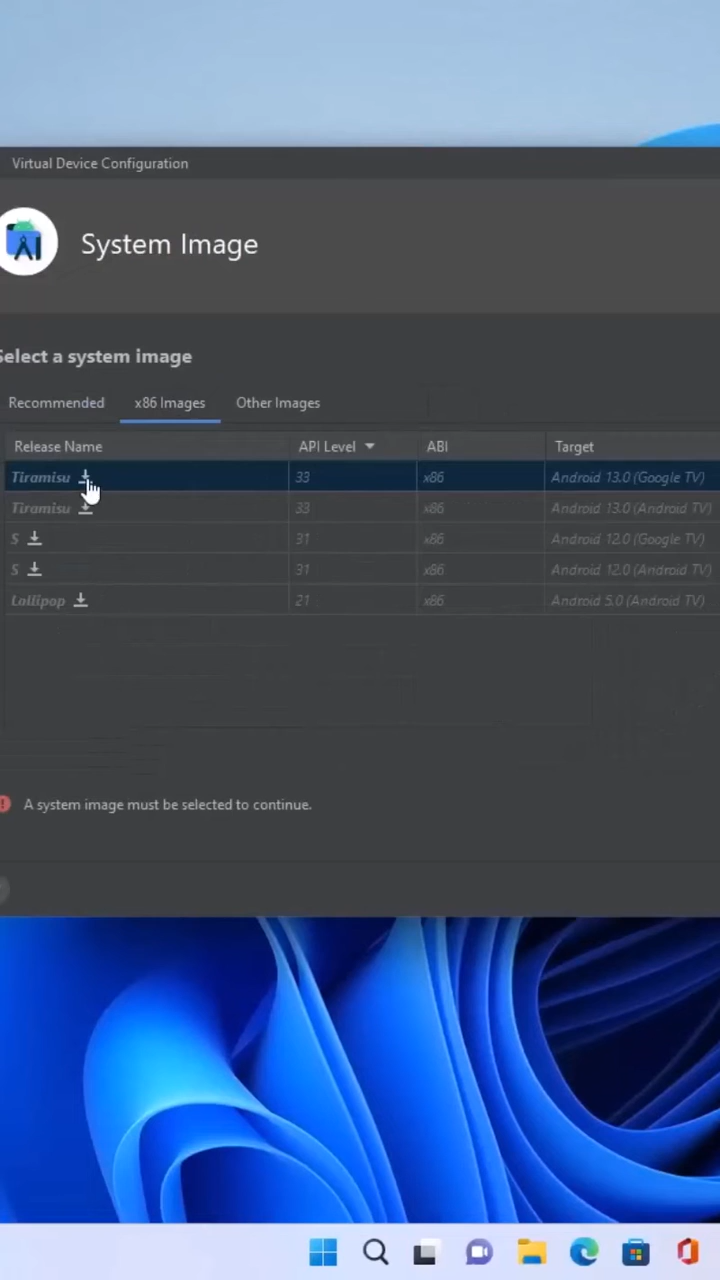 Virtual Device Configuration
System Image
Select a system image
Recommended x86 Images Other Images
Release Name API Level ABI Target
Tiramisu 33 x86 Android 13.0 (Google TV)
Tiramisu 33 x86 Android 13.0 (Android TV)
S 31 x86 Android 12.0 (Google TV)
S 31 x86 Android 12.0 (Android TV)
Lollipop 21 x86 Android 5.0 (Android TV)
A system image must be selected to continue.